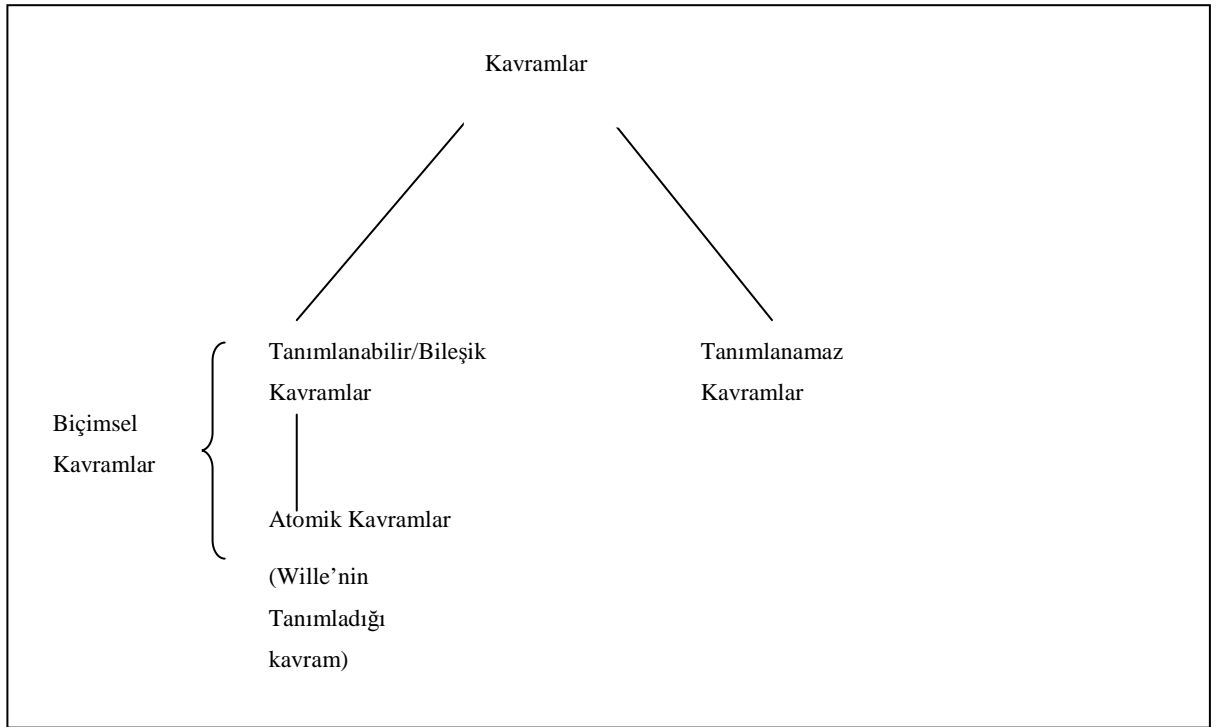 Kavramlar
Tanımlanabilir/Bileşik
Kavramlar
Tanımlanamaz
Kavramlar
Biçimsel
Kavramlar
Atomik Kavramlar
(Wille’nin
Tanımladığı
kavram)